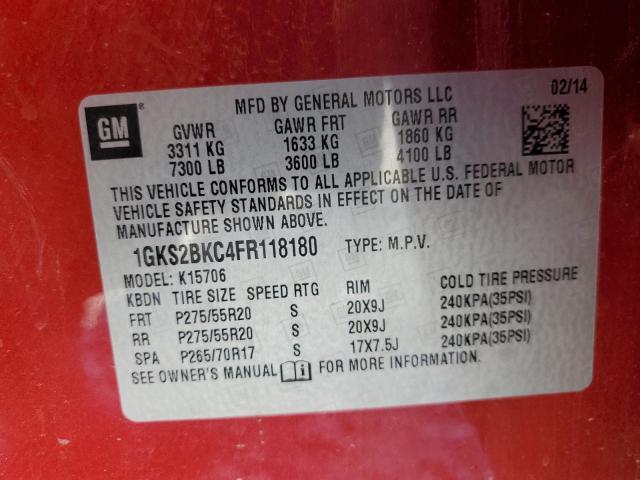 MFD BY GENERAL MOTORS LLC 02/14
GM GVWR GAWR FRT GAWR RR
3311 KG 1633 KG 1860 KG
7300 LB 3600 LB 4100 LB
THIS VEHICLE CONFORMS TO ALL APPLICABLE U.S. FEDERAL MOTOR
VEHICLE SAFETY STANDARDS IN EFFECT ON THE DATE OF
MANUFACTURE SHOWN ABOVE.
1GKS2BKC4FR118180 TYPE: M.P.V.
MODEL: K15706
KBDN TIRE SIZE SPEED RTG RIM COLD TIRE PRESSURE
FRT P275/55R20 S 20X9J 240KPA(35PSI)
RR P275/55R20 S 20X9J 240KPA(35PSI)
SPA P265/70R17 S 17X7.5J 240KPA(35PSI)
SEE OWNER'S MANUAL FOR MORE INFORMATION.